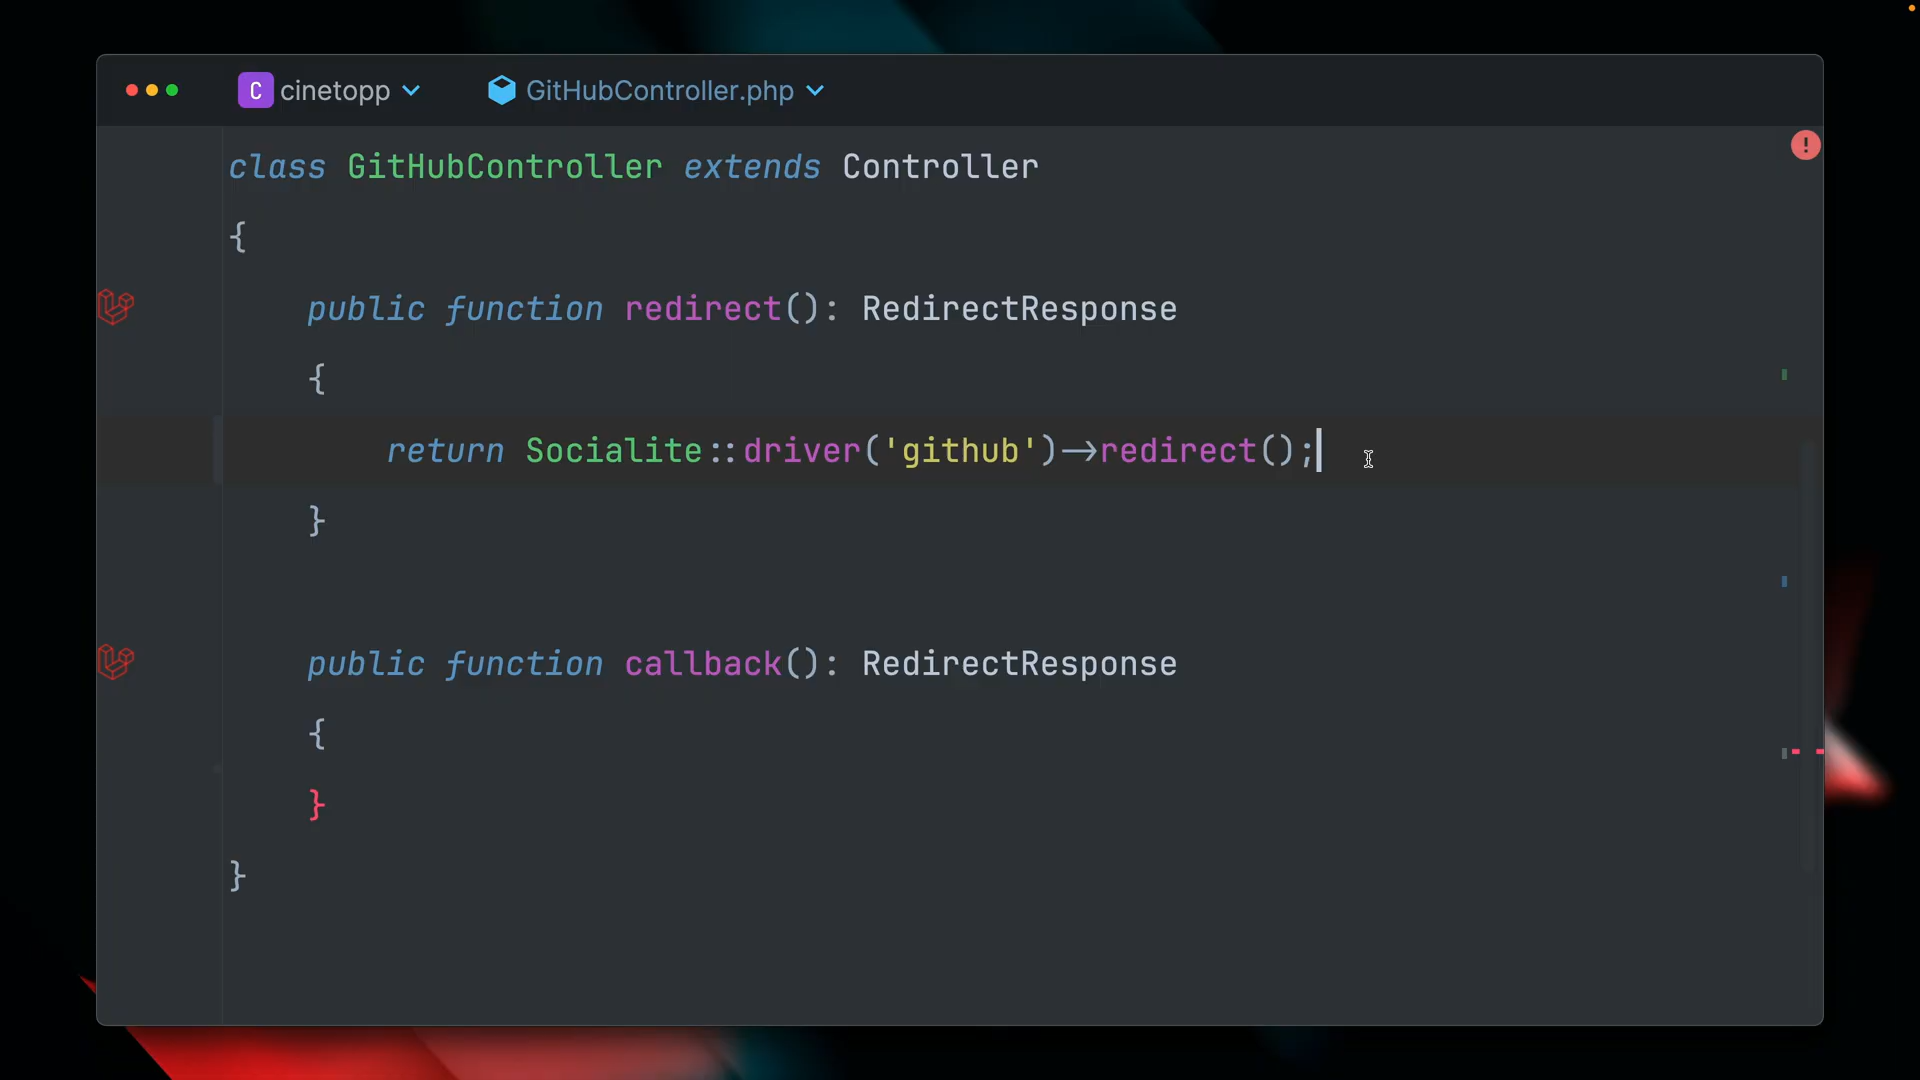 C cinetopp GitHubController.php
class GitHubController extends Controller
{
    public function redirect(): RedirectResponse
    {
        return Socialite::driver('github')->redirect();
    }

    public function callback(): RedirectResponse
    {
    }
}